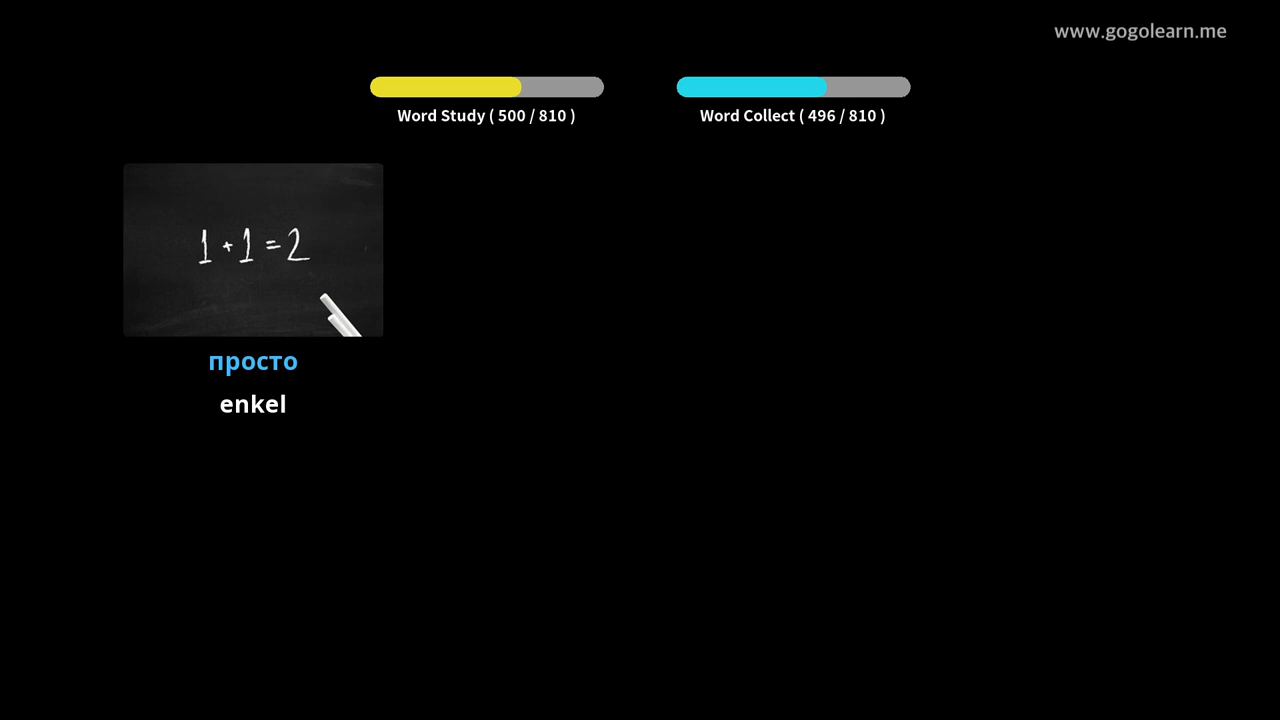 www.gogolearn.me
Word Study ( 500 / 810 )
Word Collect ( 496 / 810 )
1 + 1 = 2
просто
enkel